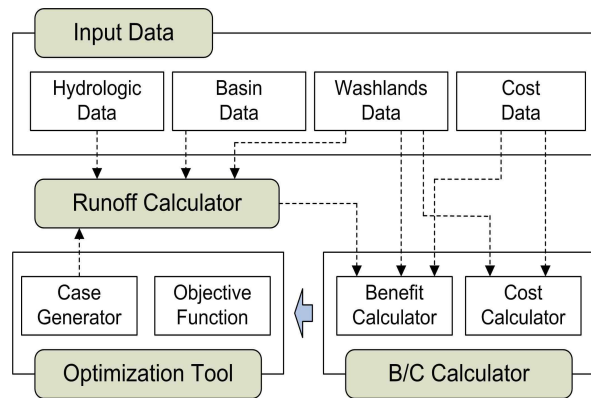 Input Data
Hydrologic
Data
Basin
Data
Washlands
Data
Cost
Data
Runoff Calculator
Case
Generator
Objective
Function
Benefit
Calculator
Cost
Calculator
Optimization Tool
B/C Calculator